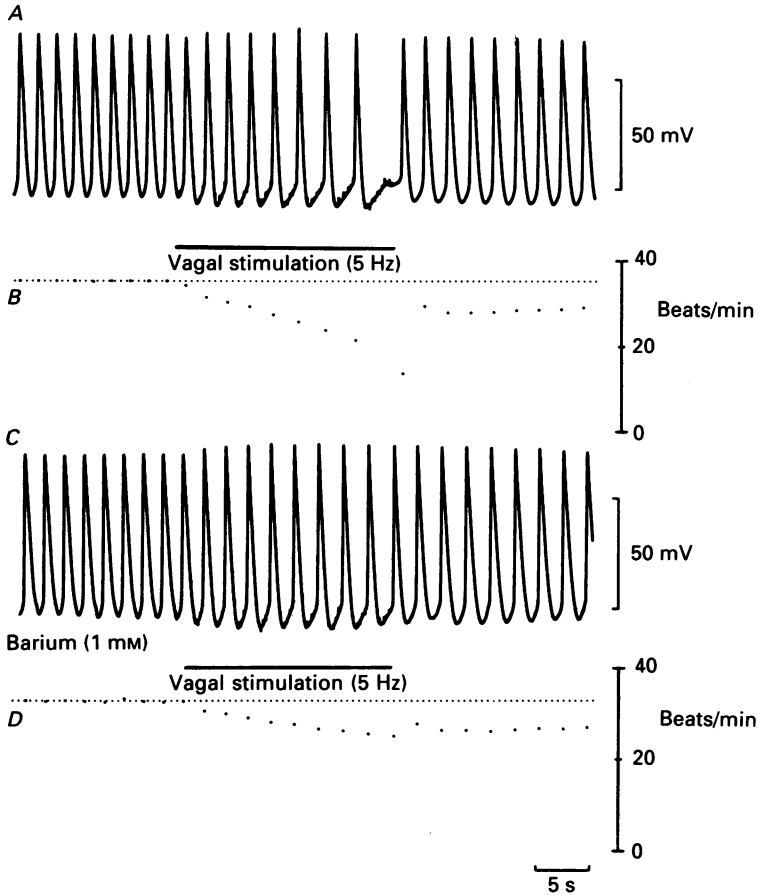 A
50 mV
Vagal stimulation (5 Hz)
40
B
Beats/min
20
0
C
50 mV
Barium (1 mM)
40
Vagal stimulation (5 Hz)
D
Beats/min
20
0
5 s